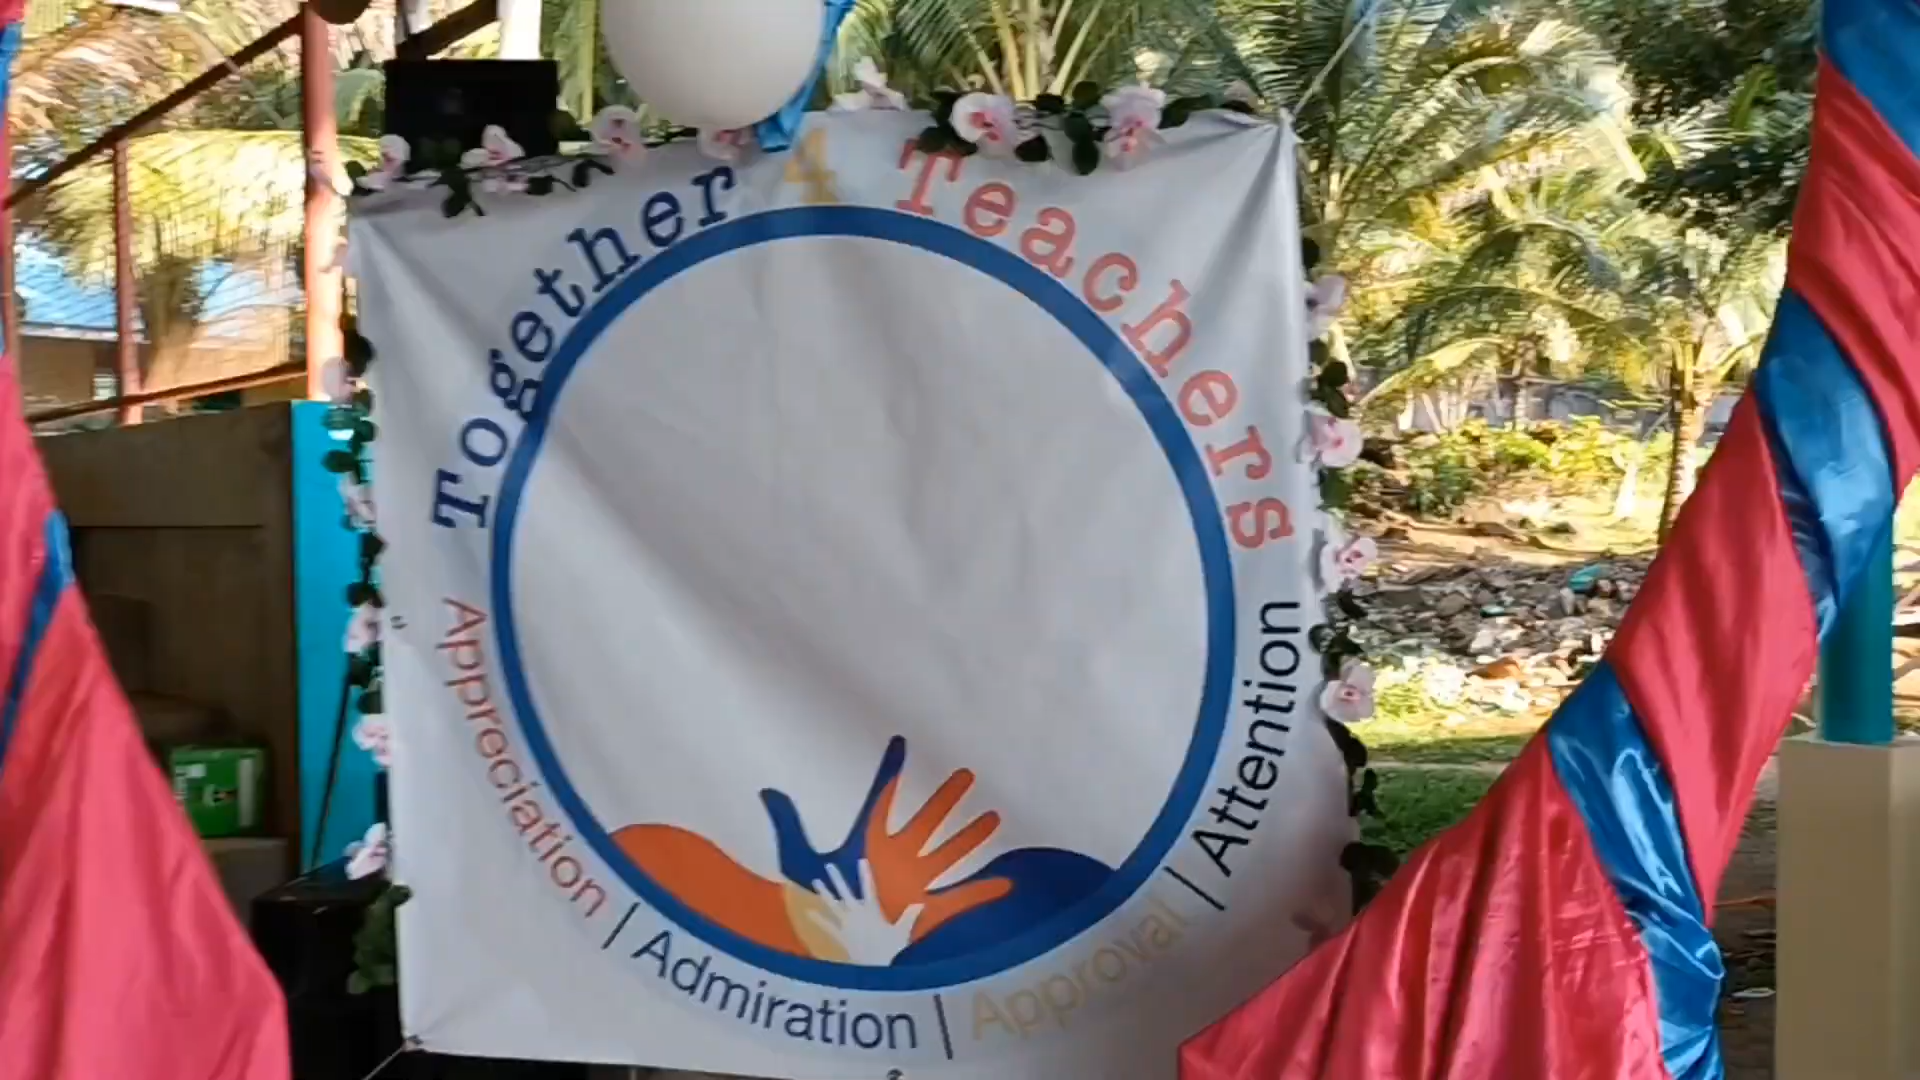 Together 4 Teachers
Appreciation | Admiration | Approval | Attention